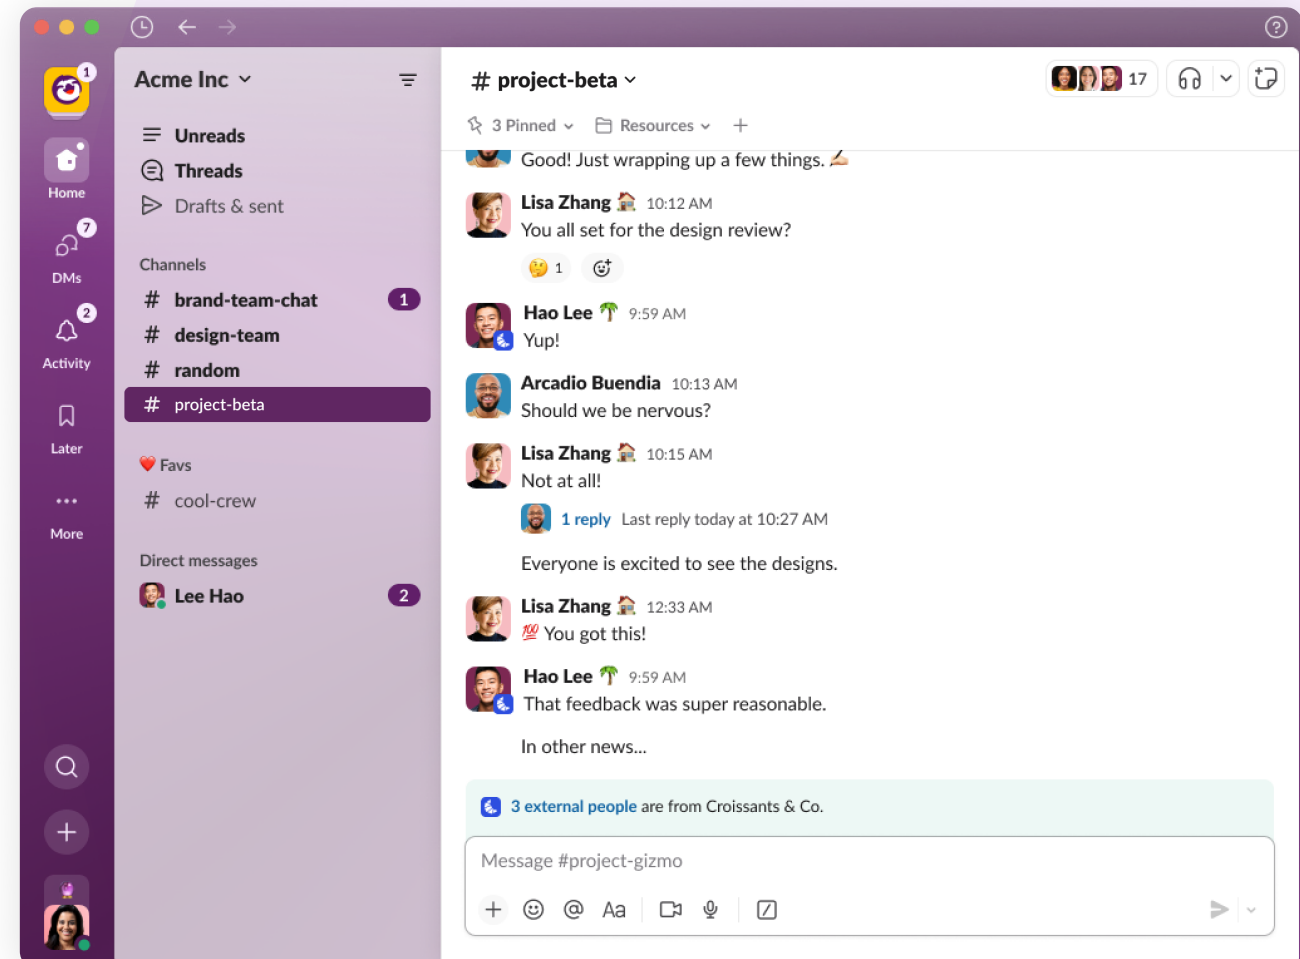 1
Home
7
DMs
2
Activity
Later
More
Acme Inc
Unreads
Threads
Drafts & sent
Channels
# brand-team-chat 1
# design-team
# random
# project-beta
Favs
# cool-crew
Direct messages
Lee Hao 2
# project-beta
17
3 Pinned Resources +
Good! Just wrapping up a few things.
Lisa Zhang 10:12 AM
You all set for the design review?
1
Hao Lee 9:59 AM
Yup!
Arcadio Buendia 10:13 AM
Should we be nervous?
Lisa Zhang 10:15 AM
Not at all!
1 reply Last reply today at 10:27 AM
Everyone is excited to see the designs.
Lisa Zhang 12:33 AM
💯 You got this!
Hao Lee 9:59 AM
That feedback was super reasonable.
In other news...
3 external people are from Croissants & Co.
Message #project-gizmo
+ @ Aa